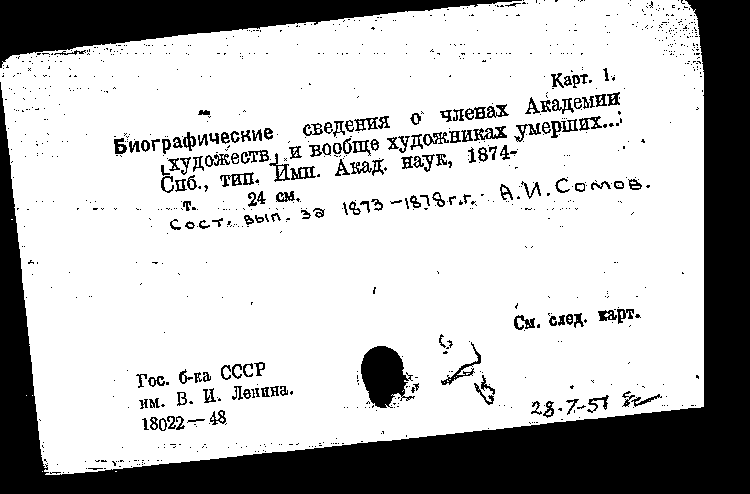 Карт. 1.
Биографические сведения о членах Академии
[художеств] и вообще художниках умерших...
Спб., тип. Имп. Акад. наук, 1874-
т. 24 см.
Сост. вып. за 1873-1878 г.г. А.И. Сомов.
См. след. карт.
Гос. б-ка СССР
им. В. И. Ленина.
18022—48
28.7-51